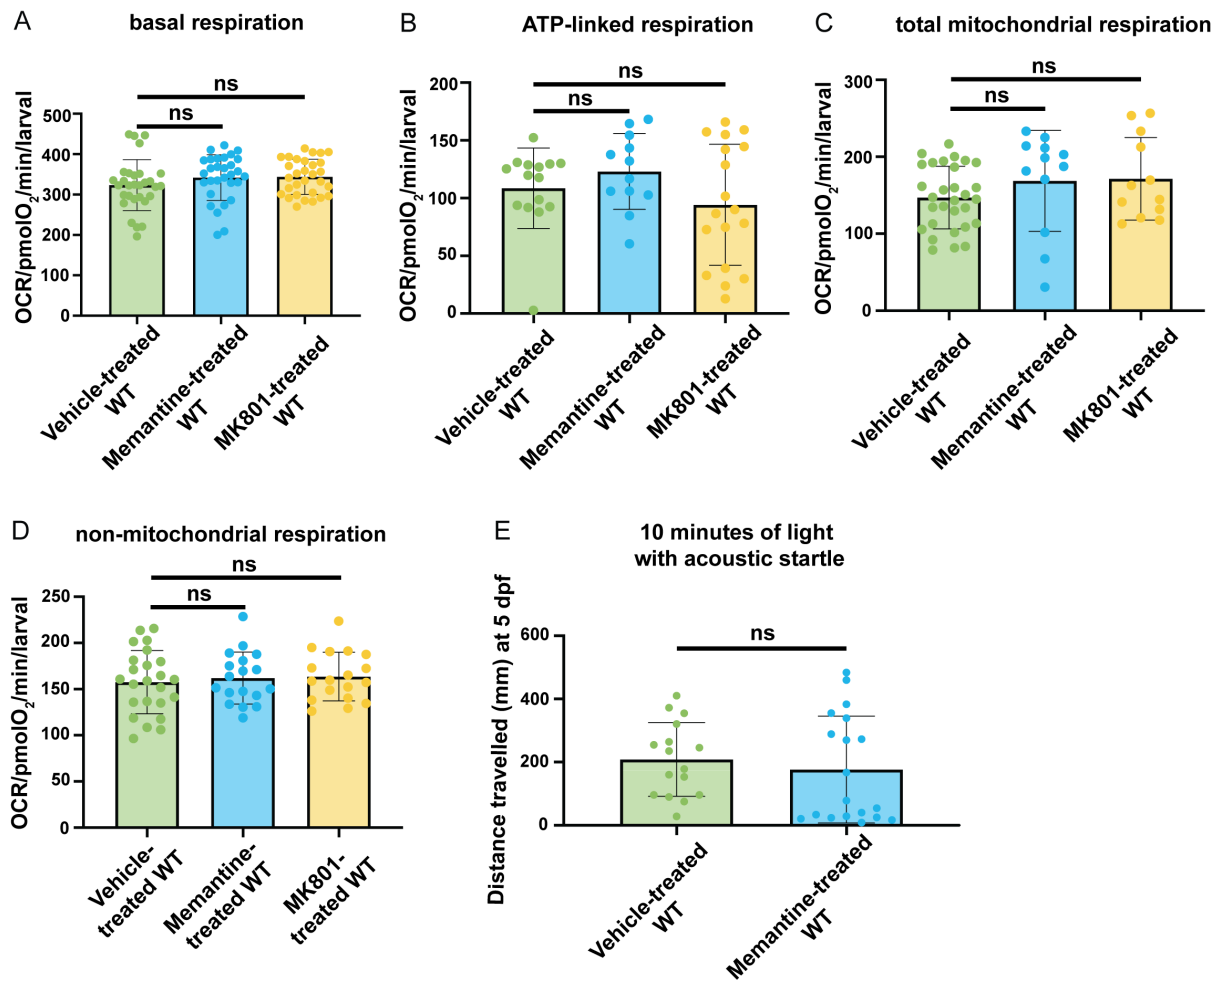 A
basal respiration
ns
ns
OCR/pmolO2/min/larval
500
400
300
200
100
0
Vehicle-treated
WT
Memantine-treated
WT
MK801-treated
WT
B
ATP-linked respiration
ns
ns
OCR/pmolO2/min/larval
200
150
100
50
0
Vehicle-treated
WT
Memantine-treated
WT
MK801-treated
WT
C
total mitochondrial respiration
ns
ns
OCR/pmolO2/min/larval
300
200
100
0
Vehicle-treated
WT
Memantine-treated
WT
MK801-treated
WT
D
non-mitochondrial respiration
ns
ns
OCR/pmolO2/min/larval
250
200
150
100
50
0
Vehicle-
treated WT
Memantine-
treated WT
MK801-
treated WT
E
10 minutes of light
with acoustic startle
ns
Distance travelled (mm) at 5 dpf
600
400
200
0
Vehicle-treated
WT
Memantine-treated
WT